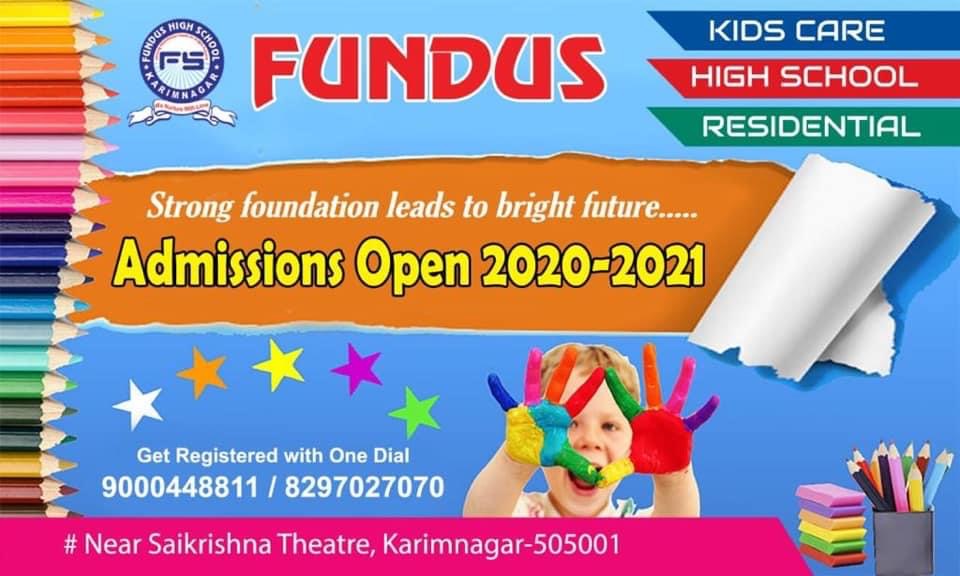 FUNDUS HIGH SCHOOL
FS
KARIMNAGAR
FUNDUS
KIDS CARE
HIGH SCHOOL
RESIDENTIAL
Strong foundation leads to bright future.....
Admissions Open 2020-2021
Get Registered with One Dial
9000448811 / 8297027070
# Near Saikrishna Theatre, Karimnagar-505001